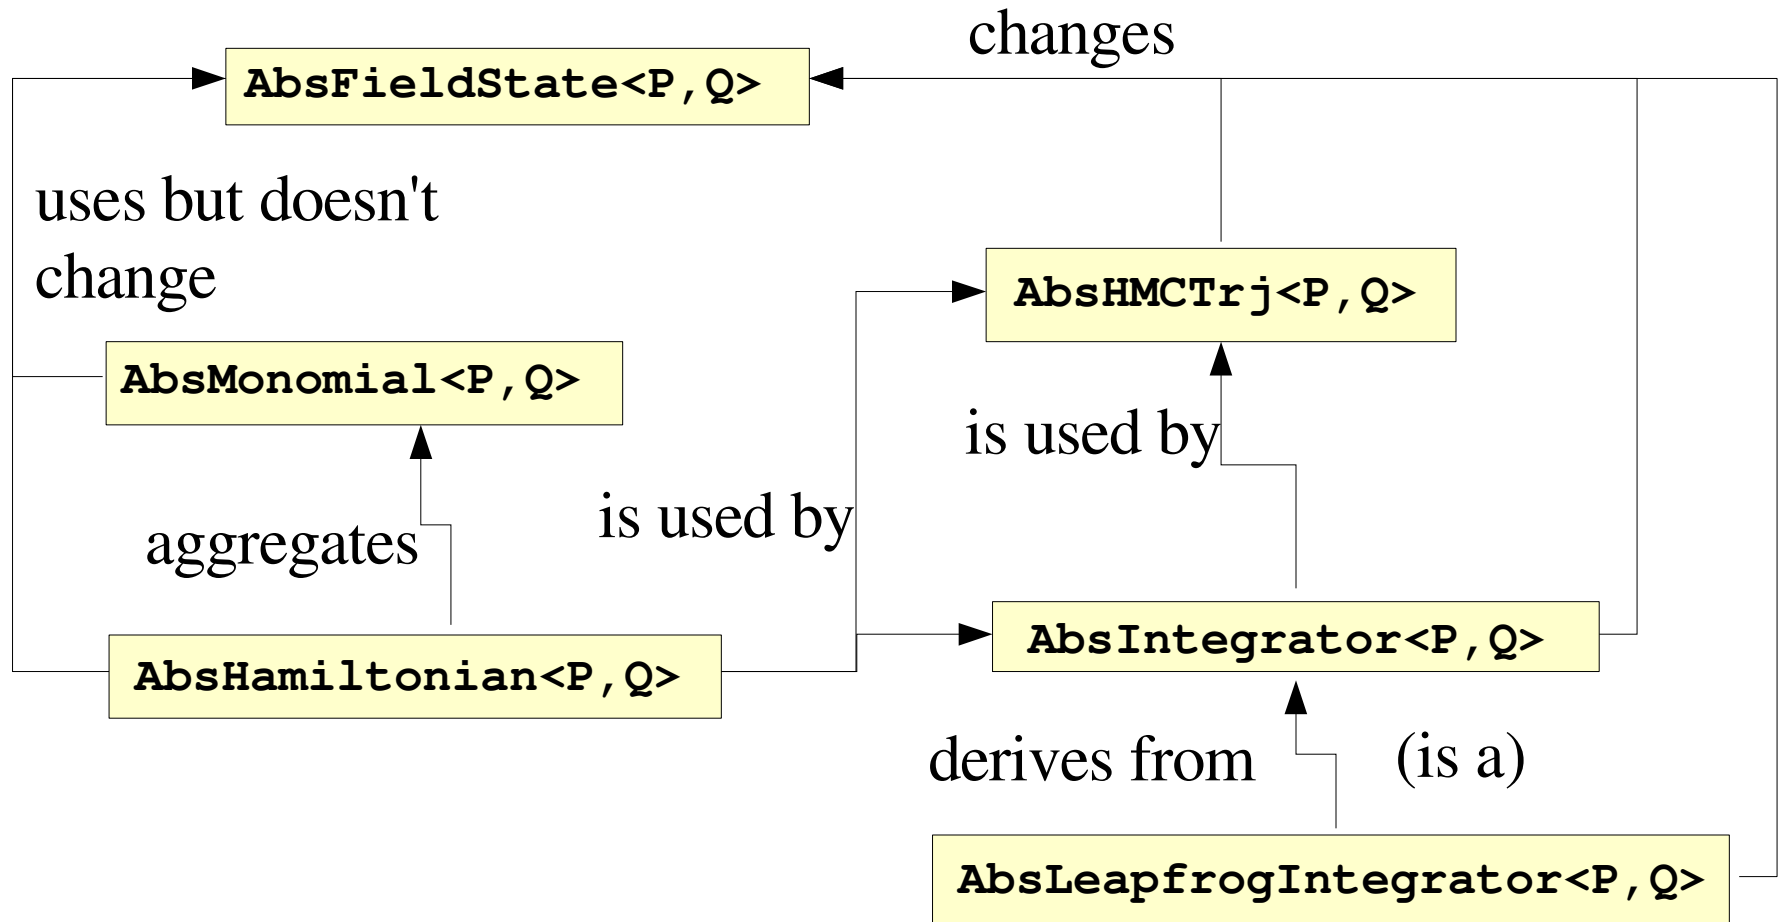 changes
AbsFieldState<P,Q>
uses but doesn't
change
AbsHMCTrj<P,Q>
AbsMonomial<P,Q>
is used by
is used by
aggregates
AbsIntegrator<P,Q>
AbsHamiltonian<P,Q>
derives from
(is a)
AbsLeapfrogIntegrator<P,Q>